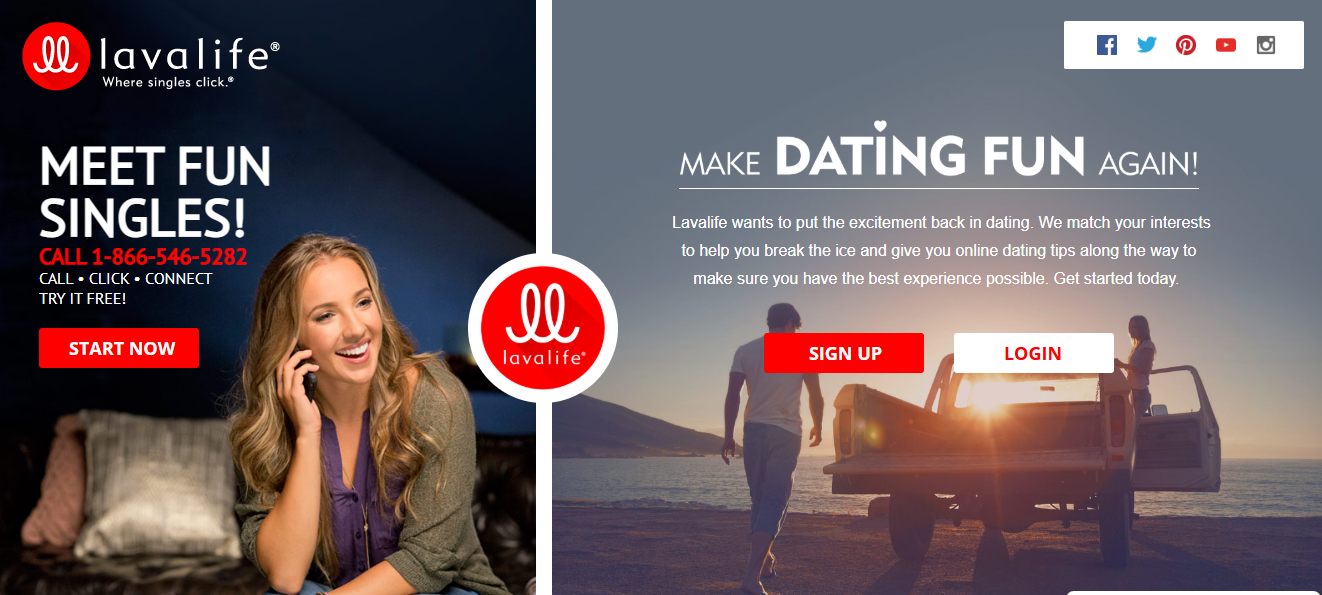 lavalife®
Where singles click.®
MEET FUN
SINGLES!
CALL 1-866-546-5282
CALL • CLICK • CONNECT
TRY IT FREE!
START NOW
lavalife®
MAKE DATING FUN AGAIN!
Lavalife wants to put the excitement back in dating. We match your interests
to help you break the ice and give you online dating tips along the way to
make sure you have the best experience possible. Get started today.
SIGN UP
LOGIN